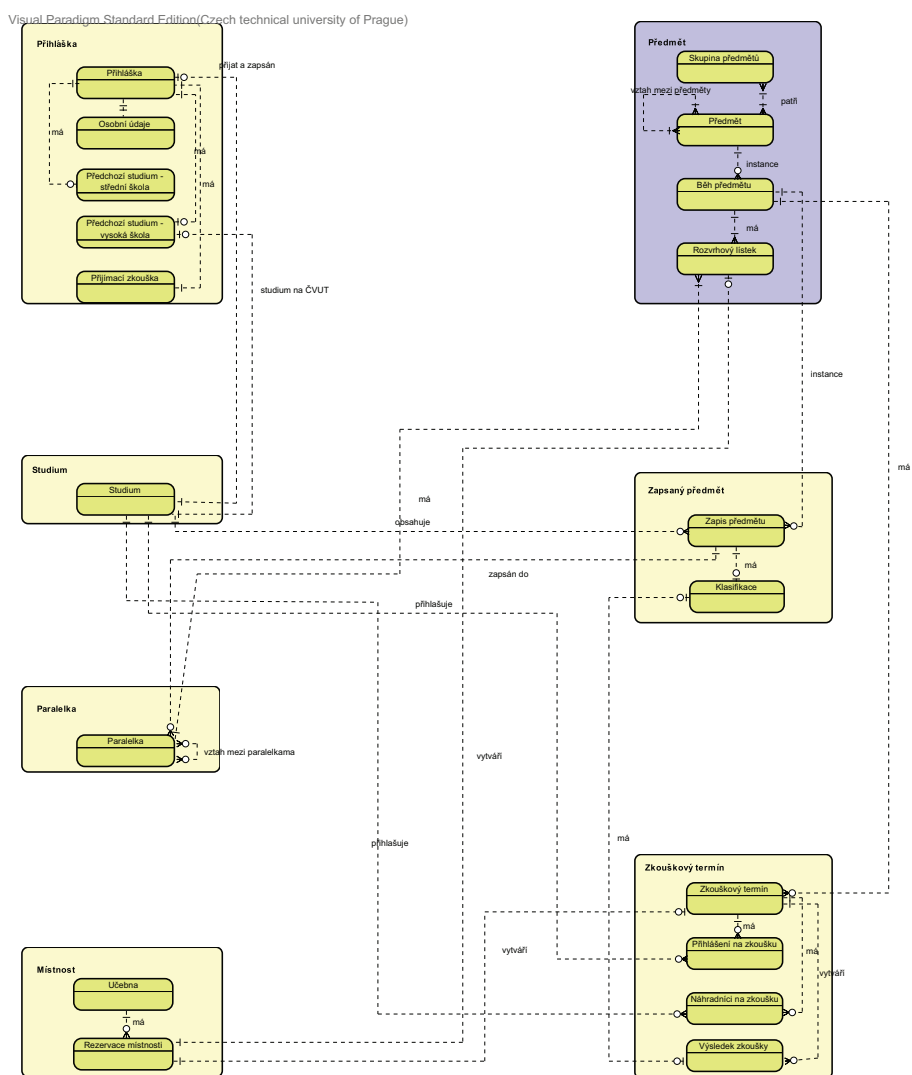 Visual Paradigm Standard Edition(Czech technical university of Prague)
Přihláška
Přihláška
přijat a zapsán
Osobní údaje
má
má
Předchozí studium -
střední škola
má
Předchozí studium -
vysoká škola
Přijímací zkouška
studium na ČVUT
Předmět
Skupina předmětů
vztah mezi předměty
patří
Předmět
instance
Běh předmětu
má
Rozvrhový lístek
instance
má
Studium
Studium
má
obsahuje
Zapsaný předmět
Zapis předmětu
má
zapsán do
Klasifikace
přihlašuje
Paralelka
Paralelka
vztah mezi paralelkama
vytváří
přihlašuje
má
Zkouškový termín
Zkouškový termín
má
Přihlášení na zkoušku
má
vytváří
vytváří
Náhradníci na zkoušku
Výsledek zkoušky
Místnost
Učebna
má
Rezervace místnosti